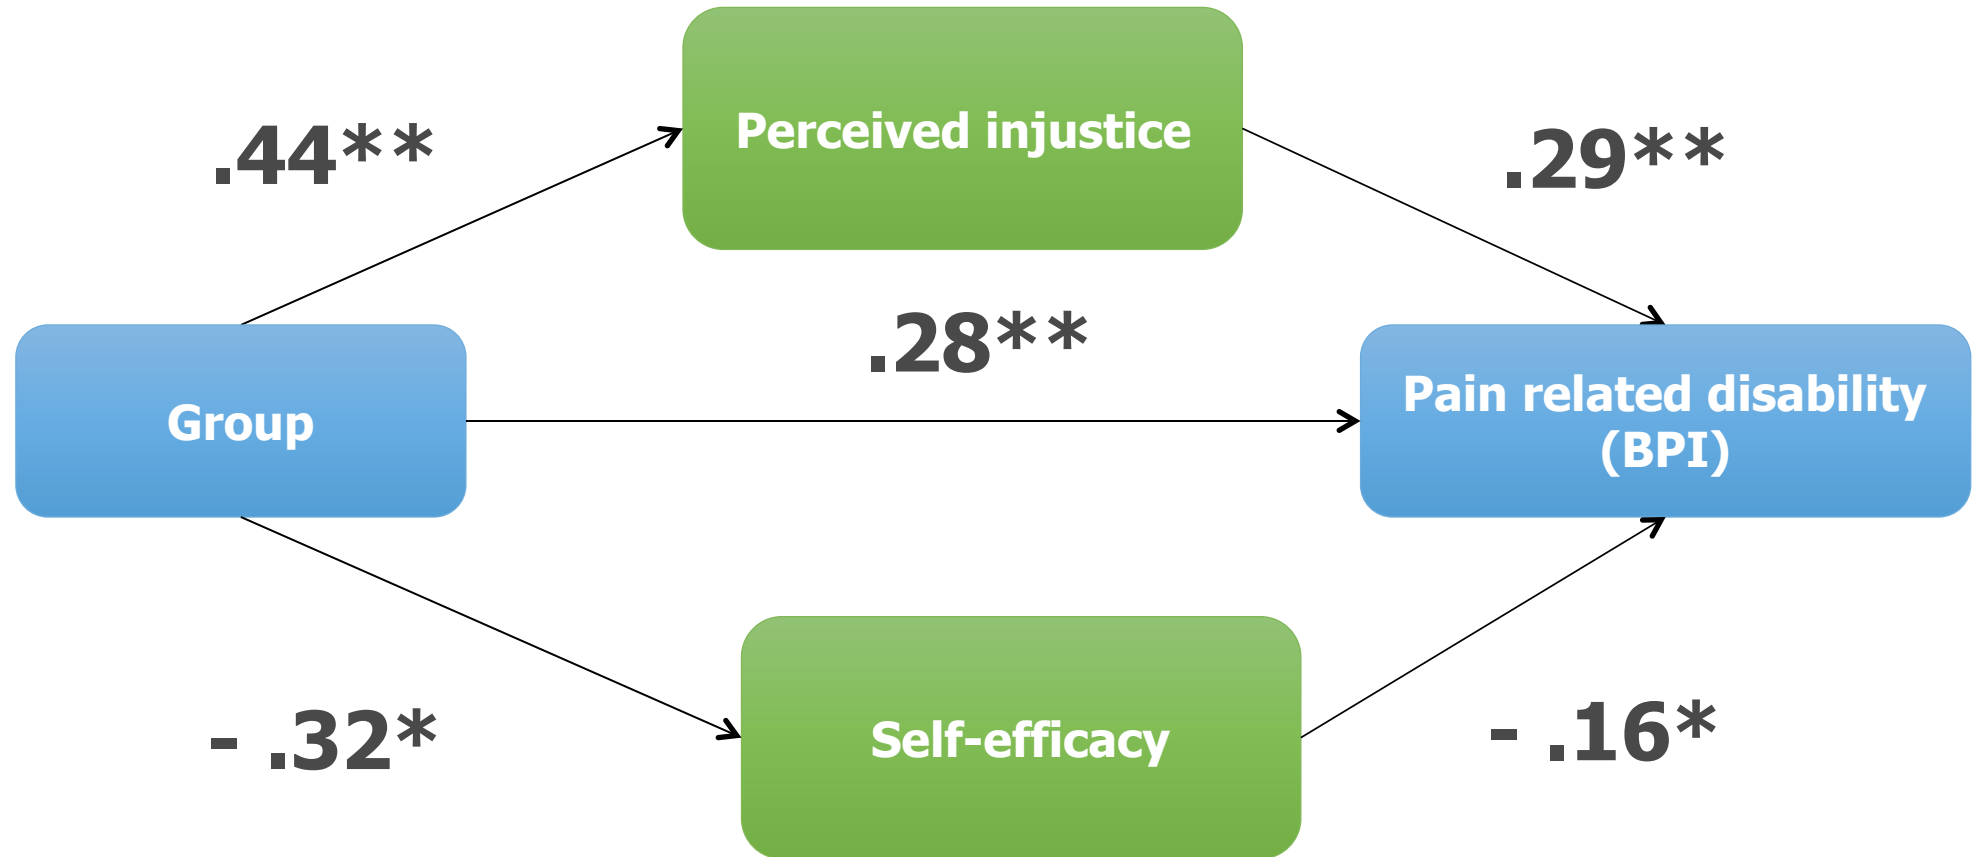 Perceived injustice
.44**
.29**
.28**
Group
Pain related disability
(BPI)
- .32*
Self-efficacy
- .16*